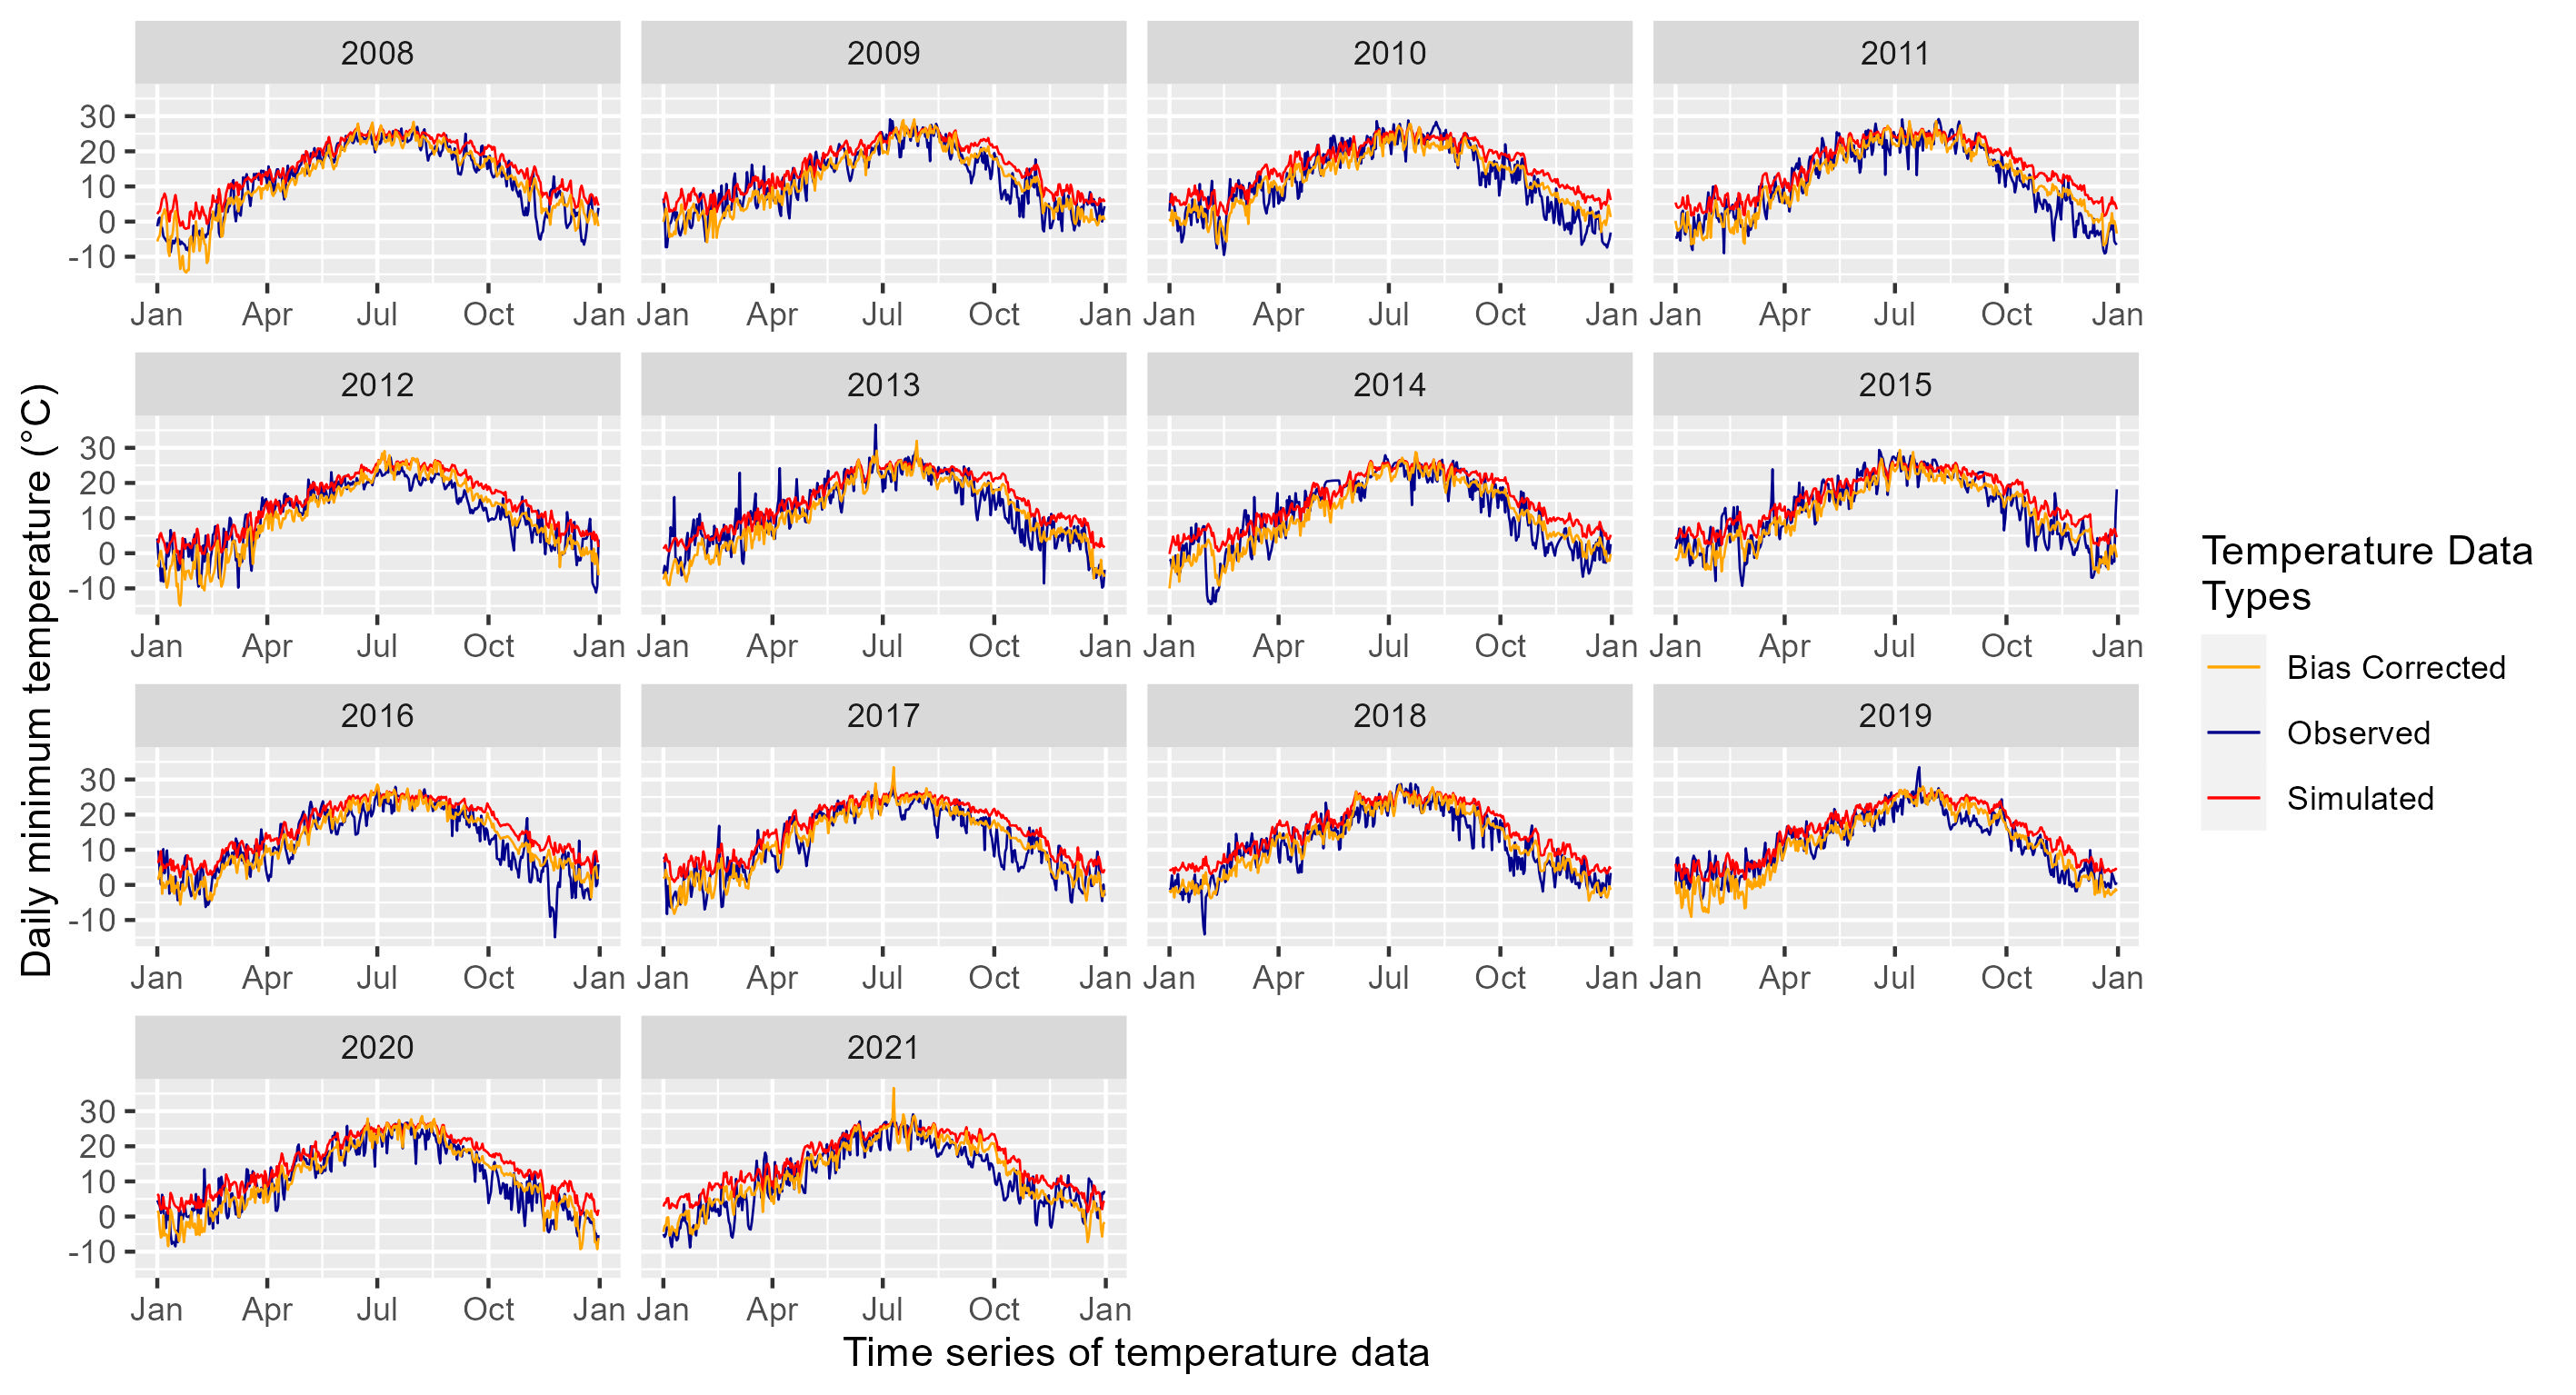 2008 2009 2010 2011
30
20
10
0
-10
Jan Apr Jul Oct Jan Jan Apr Jul Oct Jan Jan Apr Jul Oct Jan Jan Apr Jul Oct Jan
2012 2013 2014 2015
30
20
10
0
-10
Jan Apr Jul Oct Jan Jan Apr Jul Oct Jan Jan Apr Jul Oct Jan Jan Apr Jul Oct Jan
2016 2017 2018 2019
30
20
10
0
-10
Jan Apr Jul Oct Jan Jan Apr Jul Oct Jan Jan Apr Jul Oct Jan Jan Apr Jul Oct Jan
2020 2021
30
20
10
0
-10
Jan Apr Jul Oct Jan Jan Apr Jul Oct Jan
Daily minimum temperature (°C)
Time series of temperature data
Temperature Data
Types
Bias Corrected
Observed
Simulated